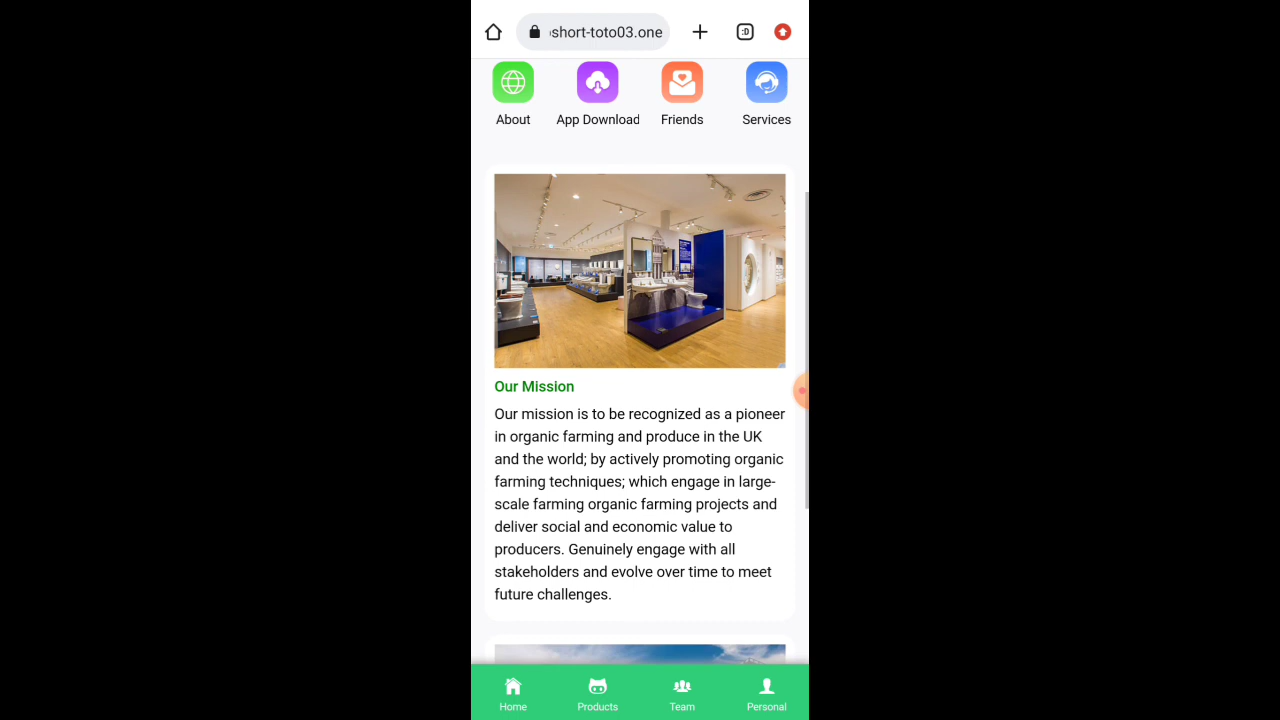 short-toto03.one
:D
About App Download Friends Services
Our Mission
Our mission is to be recognized as a pioneer
in organic farming and produce in the UK
and the world; by actively promoting organic
farming techniques; which engage in large-
scale farming organic farming projects and
deliver social and economic value to
producers. Genuinely engage with all
stakeholders and evolve over time to meet
future challenges.
Home Products Team Personal